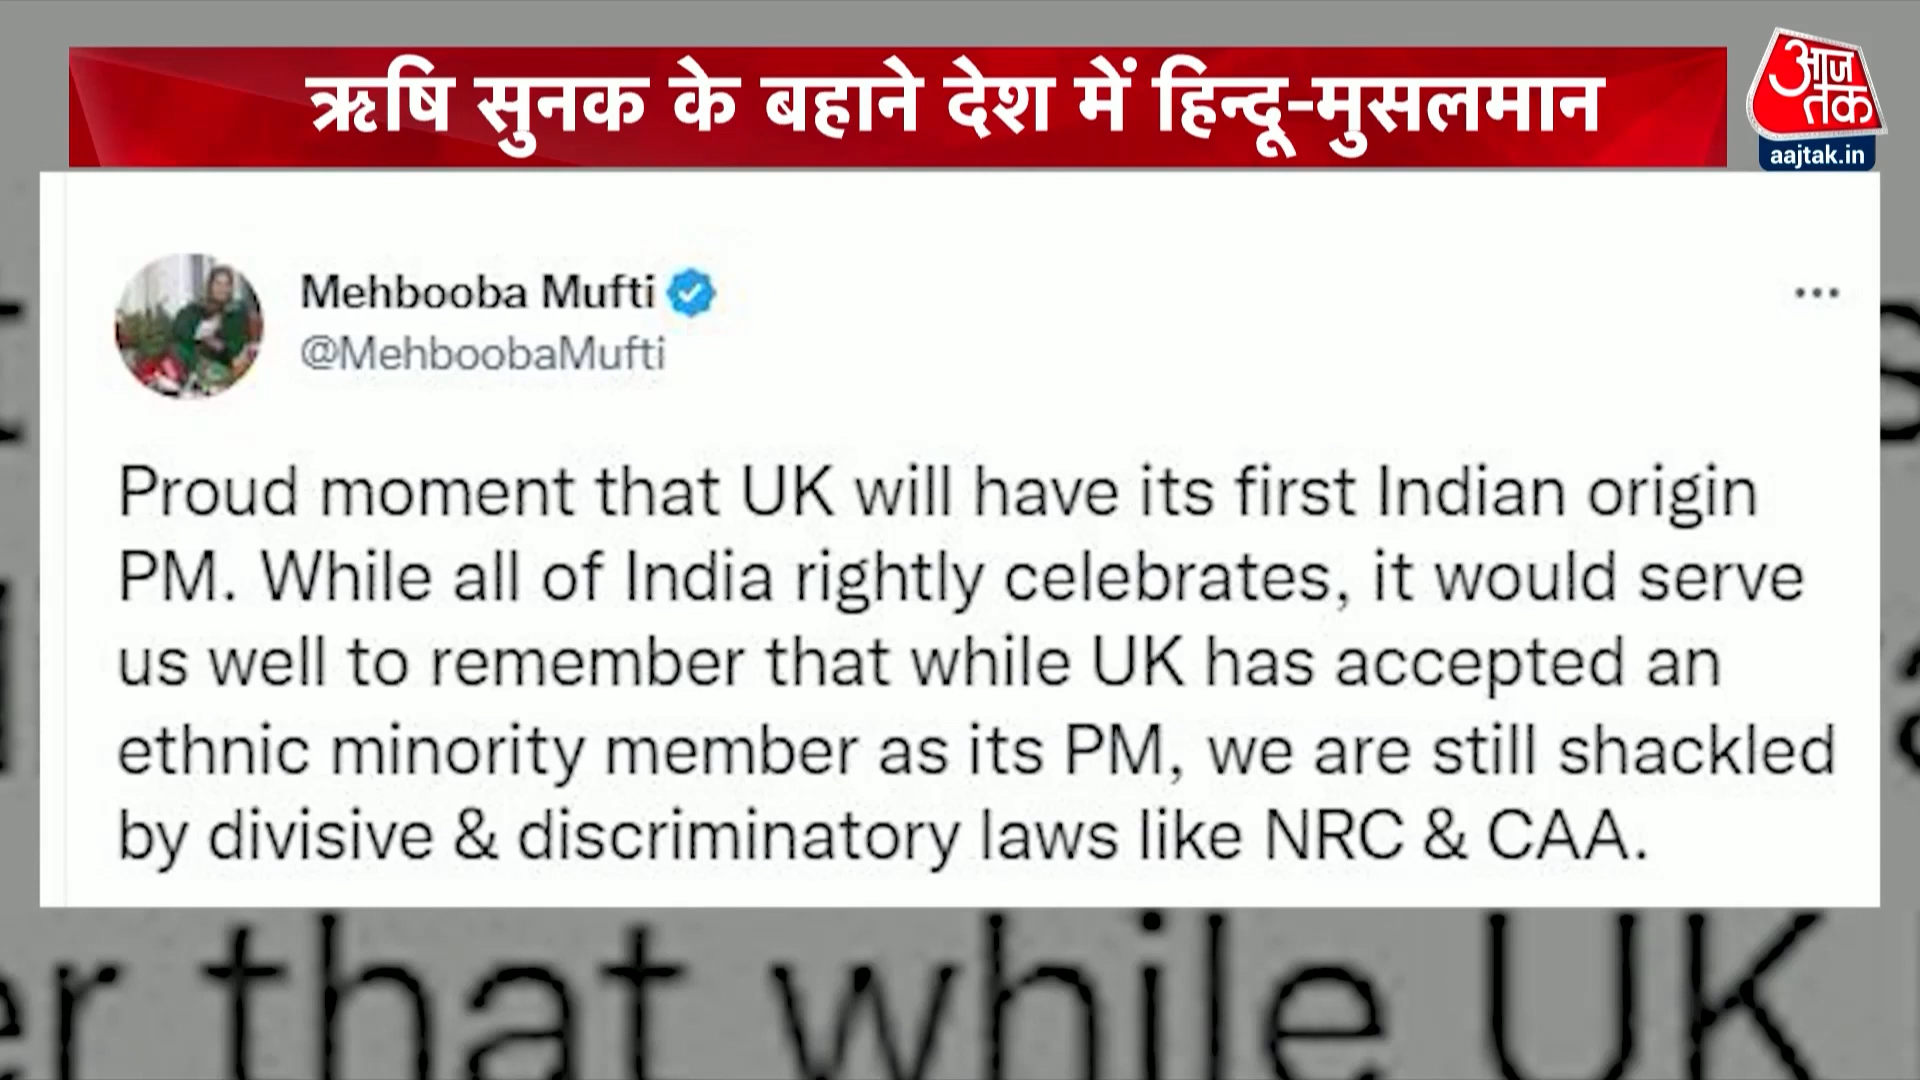 ऋषि सुनक के बहाने देश में हिन्दू-मुसलमान
आज
तक
aajtak.in
Mehbooba Mufti
@MehboobaMufti
Proud moment that UK will have its first Indian origin
PM. While all of India rightly celebrates, it would serve
us well to remember that while UK has accepted an
ethnic minority member as its PM, we are still shackled
by divisive & discriminatory laws like NRC & CAA.
er that while UK